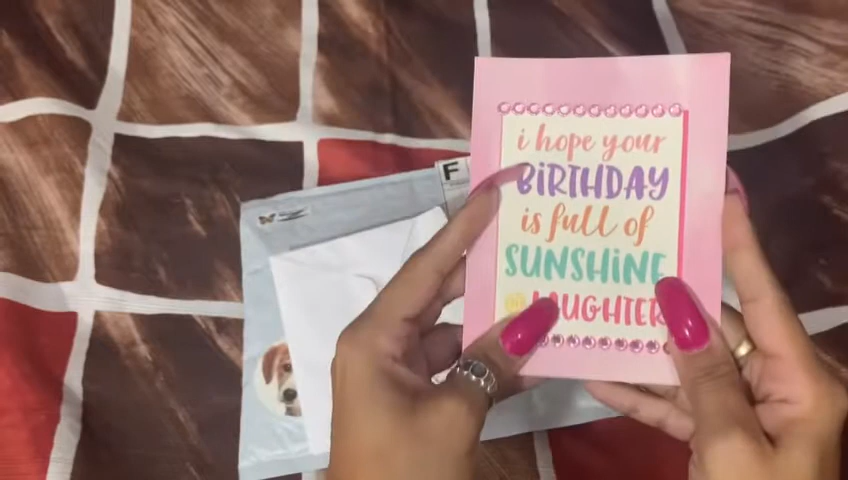 F
i hope your
BIRTHDAY
is full of
SUNSHINE
LAUGHTER